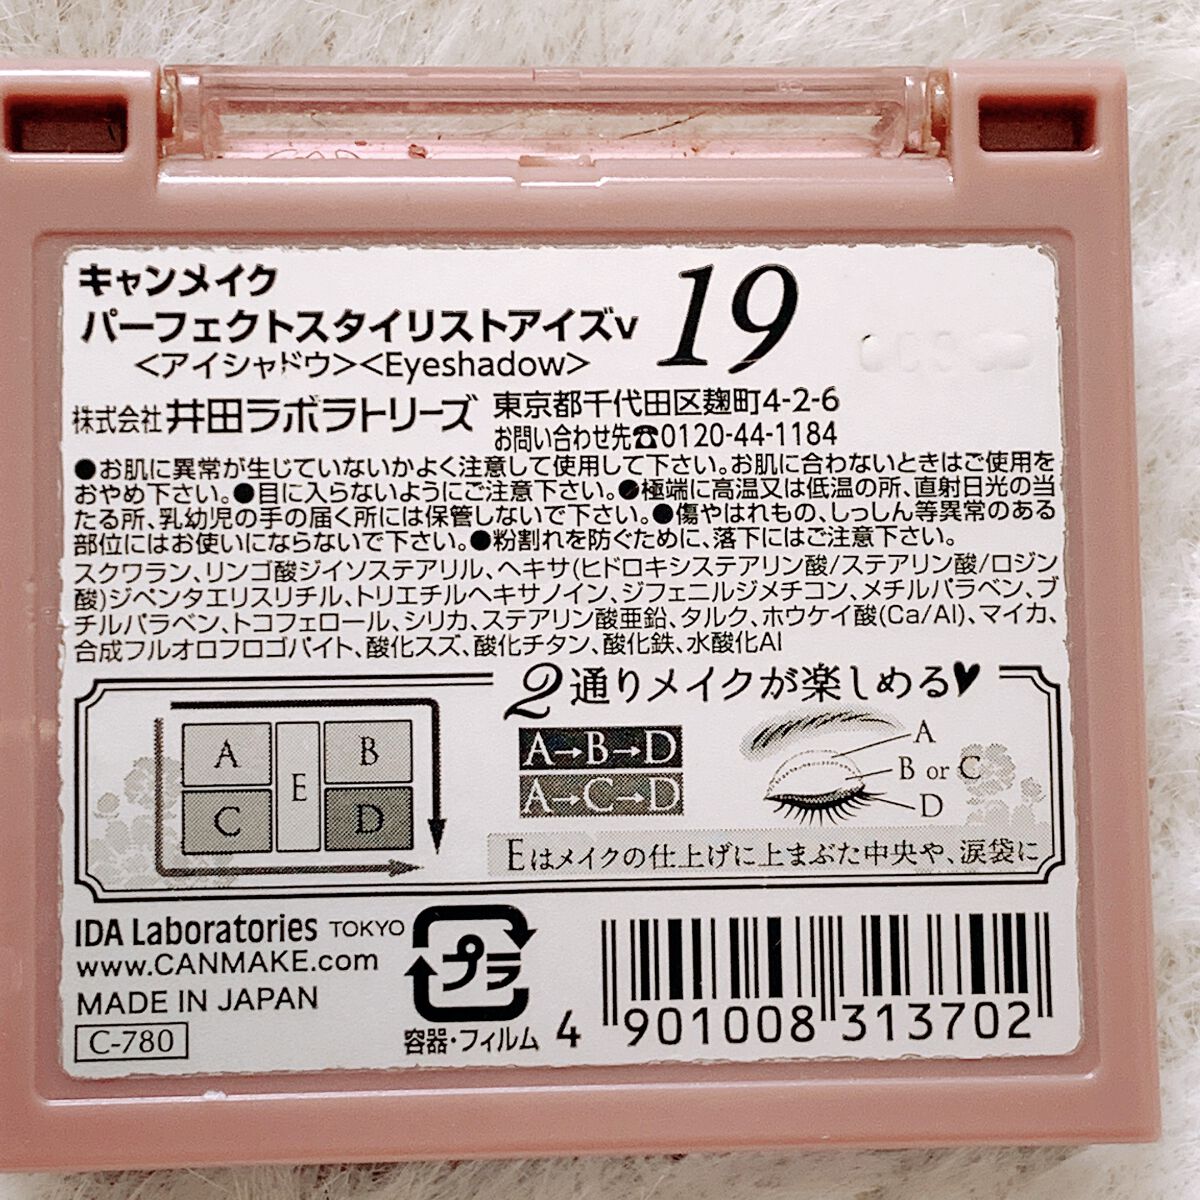 キャンメイク
パーフェクトスタイリストアイズv
19
<アイシャドウ><Eyeshadow>
株式会社 井田ラボラトリーズ
東京都千代田区麹町4-2-6
お問い合わせ先☎0120-44-1184
●お肌に異常が生じていないかよく注意して使用して下さい。お肌に合わないときはご使用を
おやめ下さい。●目に入らないようにご注意下さい。●極端に高温又は低温の所、直射日光の当
たる所、乳幼児の手の届く所には保管しないで下さい。●傷やはれもの、しっしん等異常のある
部位にはお使いにならないで下さい。●粉割れを防ぐために、落下にはご注意下さい。
スクワラン、リンゴ酸ジイソステアリル、ヘキサ(ヒドロキシステアリン酸/ステアリン酸/ロジン
酸)ジペンタエリスリチル、トリエチルヘキサノイン、ジフェニルジメチコン、メチルパラベン、ブ
チルパラベン、トコフェロール、シリカ、ステアリン酸亜鉛、タルク、ホウケイ酸(Ca/Al)、マイカ、
合成フルオロフロゴパイト、酸化スズ、酸化チタン、酸化鉄、水酸化Al
2通りメイクが楽しめる♥
A B
E
C D
A→B→D
A→C→D
A
B or C
D
Eはメイクの仕上げに上まぶた中央や、涙袋に
IDA Laboratories TOKYO
www.CANMAKE.com
MADE IN JAPAN
C-780
プラ
容器・フィルム
4 901008 313702